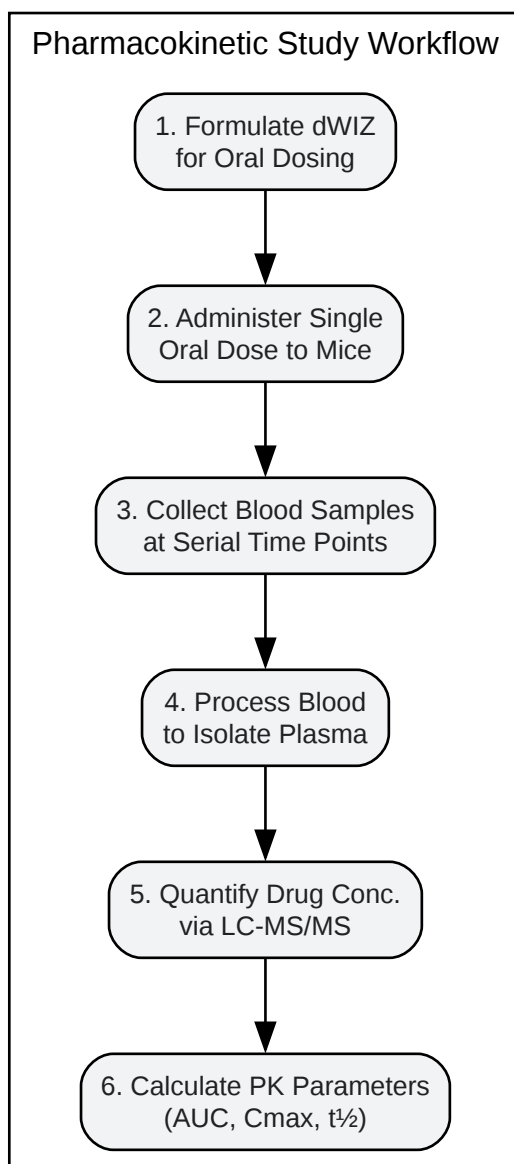 Pharmacokinetic Study Workflow
1. Formulate dWIZ
for Oral Dosing
2. Administer Single
Oral Dose to Mice
3. Collect Blood Samples
at Serial Time Points
4. Process Blood
to Isolate Plasma
5. Quantify Drug Conc.
via LC-MS/MS
6. Calculate PK Parameters
(AUC, Cmax, t½)